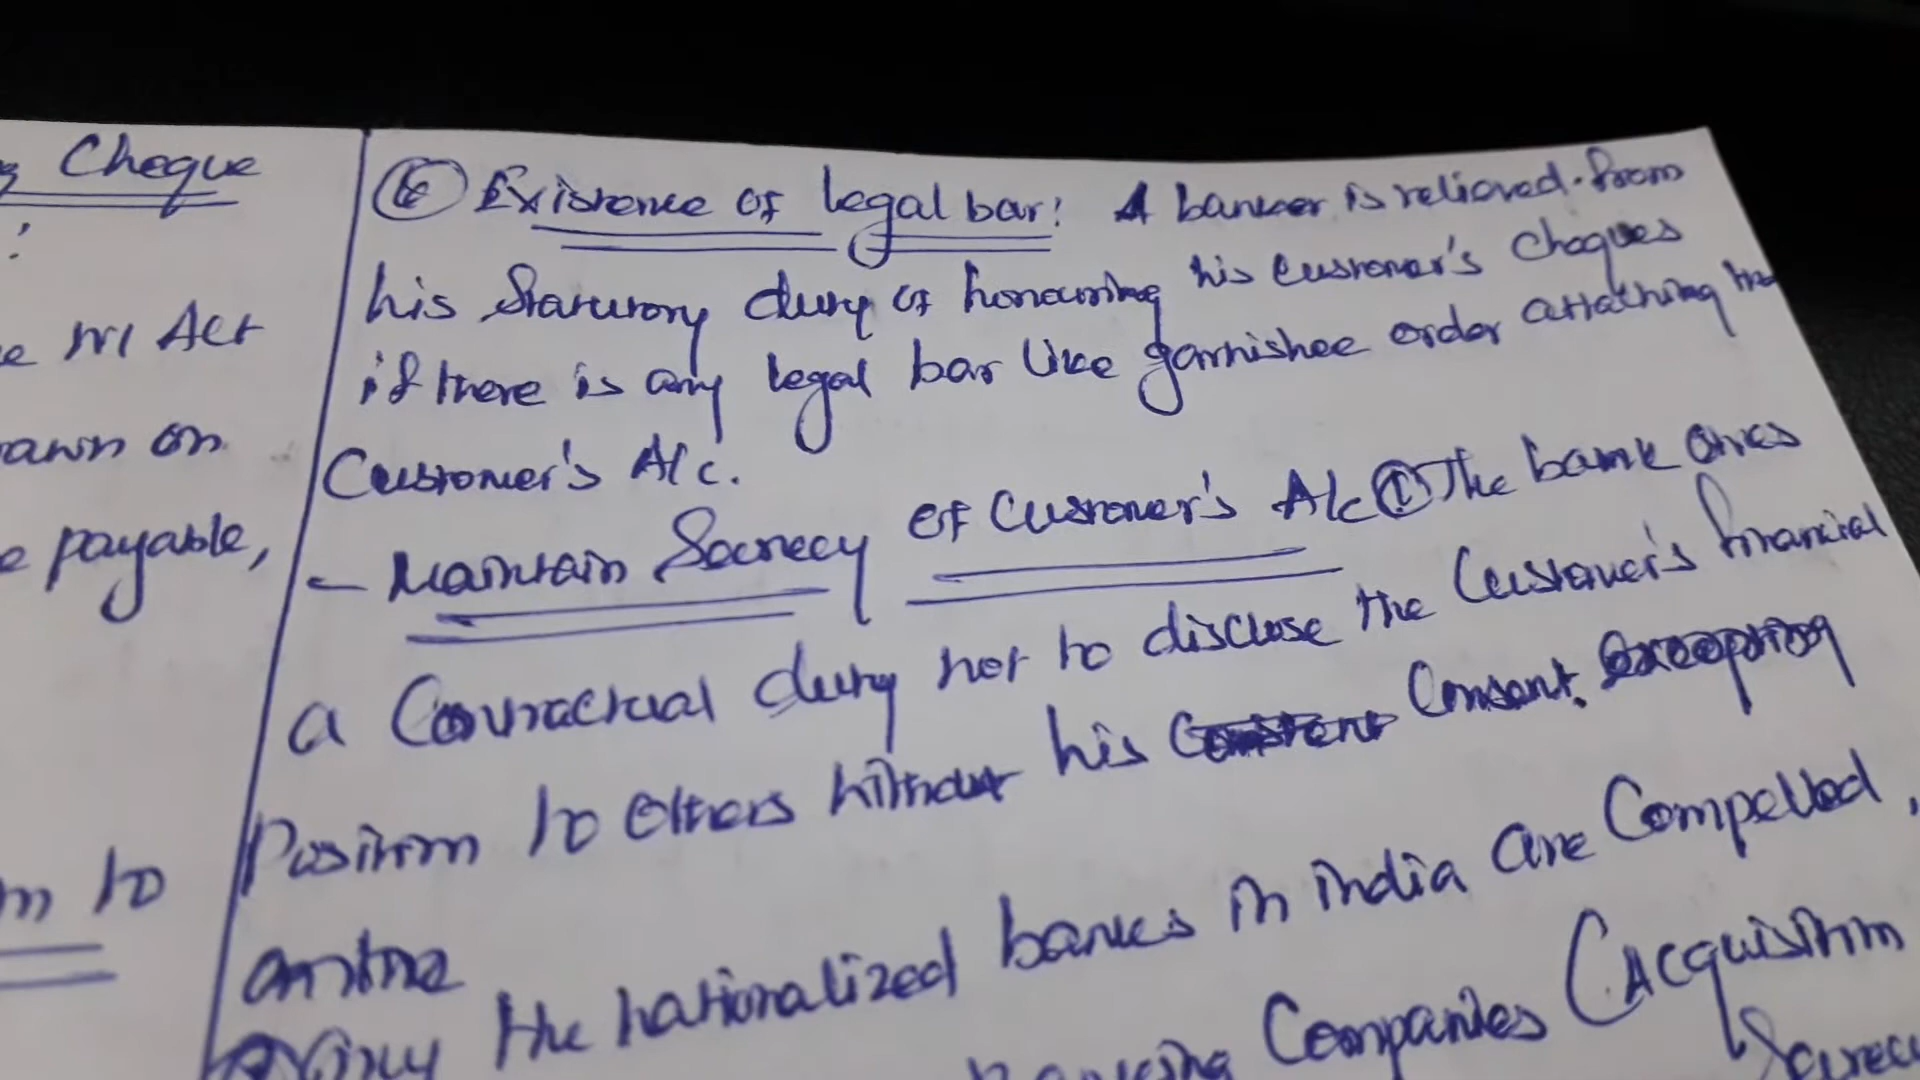 Cheque
:
NI Act
on
payable,
to
⑥ Existence of legal bar: A banker is relieved from
his Statutory duty of honouring his customer's cheques
if there is any legal bar like garnishee order attaching the
Customer's A/c.
- Maintain Secrecy of Customer's A/c ① The bank owes
a Contractual duty not to disclose the Customer's financial
Position to others without his Consent.
the nationalized banks in india are Compelled,
Banking Companies (Acquisition